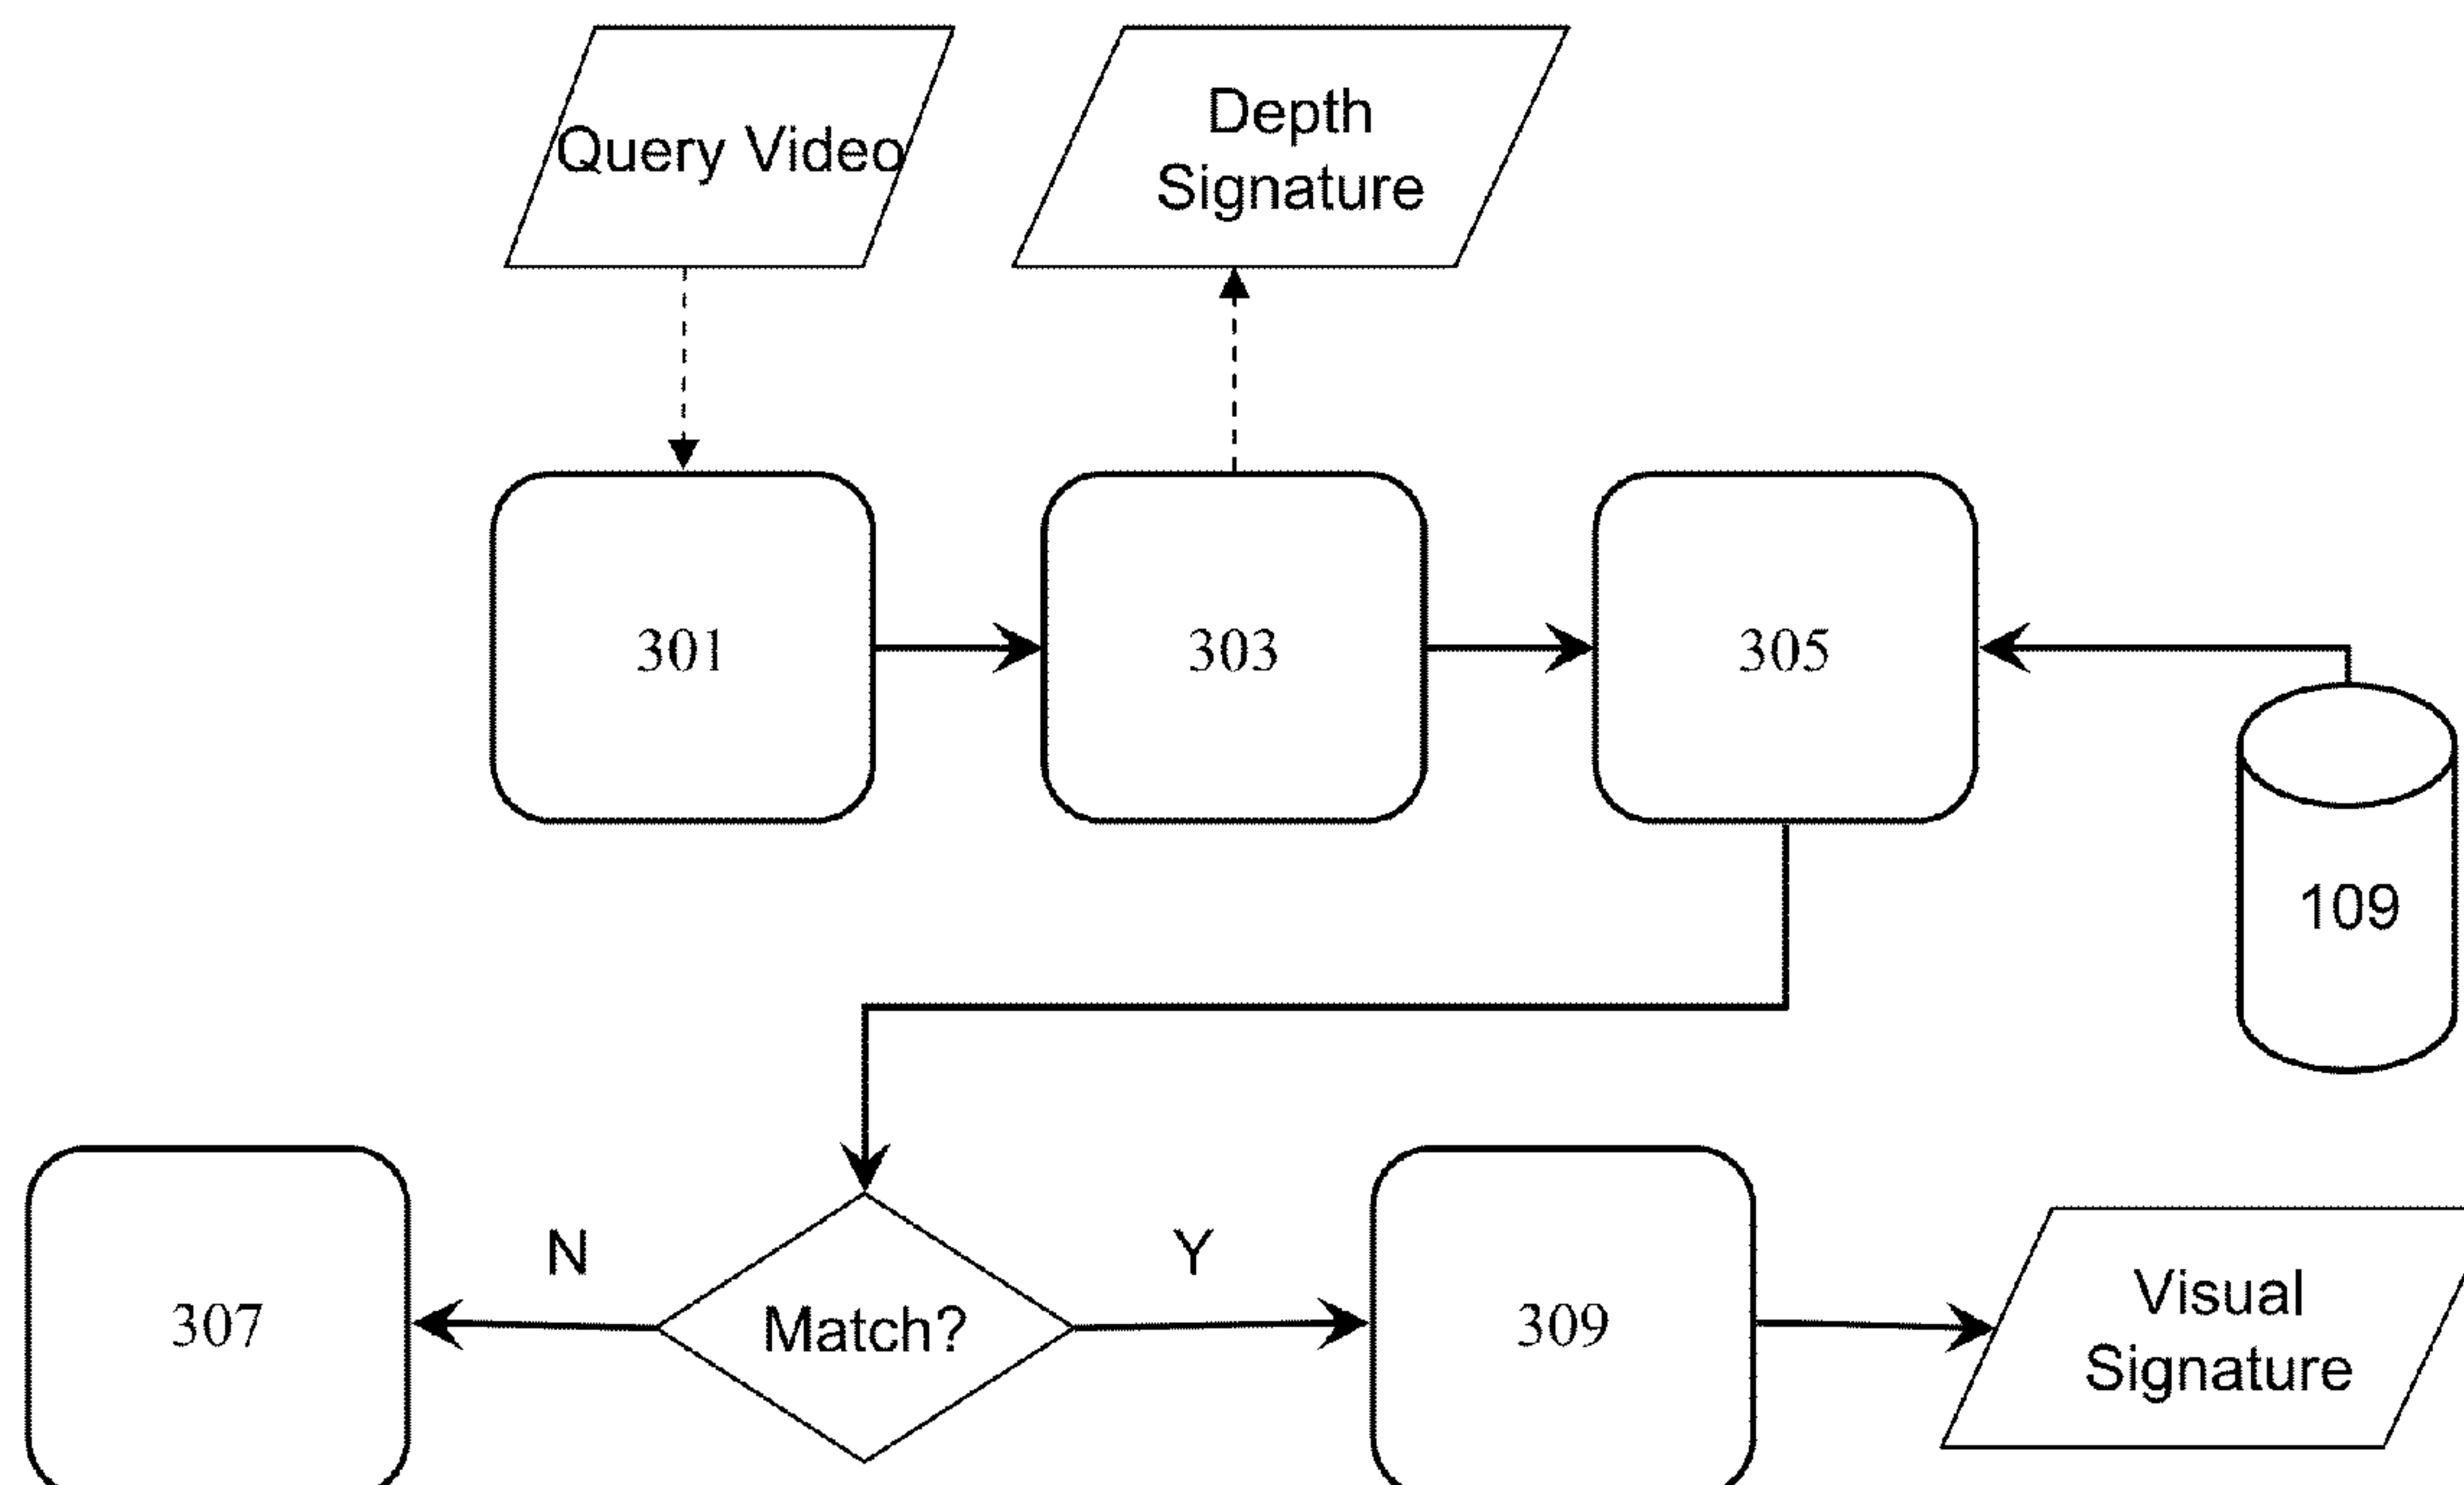 Query Video
Depth
Signature
301
303
305
109
N
Y
307
Match?
309
Visual
Signature